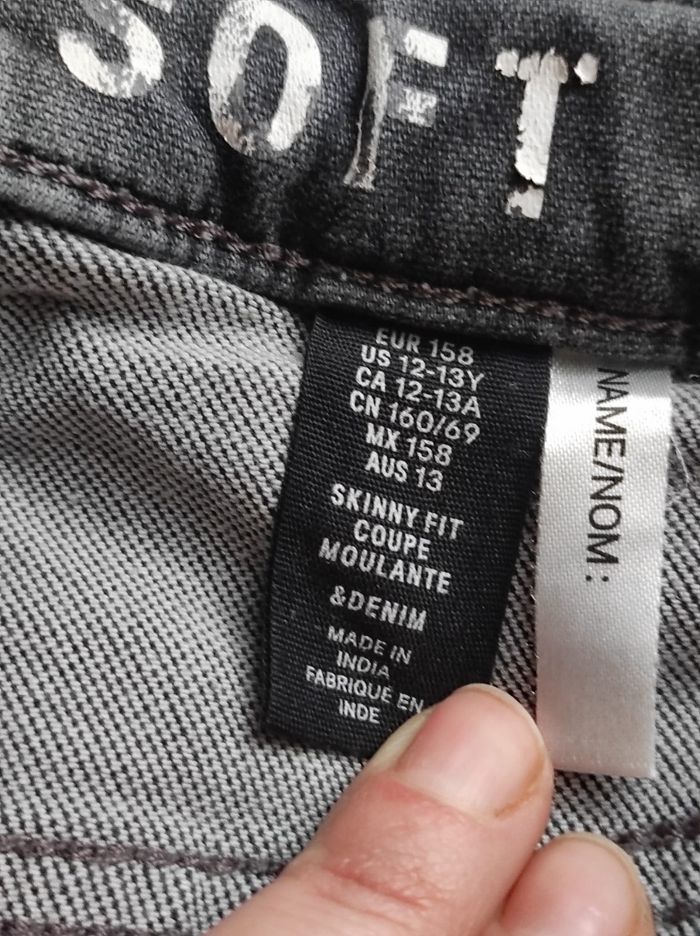 SOFT
EUR 158
US 12-13Y
CA 12-13A
CN 160/69
MX 158
AUS 13
SKINNY FIT
COUPE
MOULANTE
&DENIM
MADE IN
INDIA
FABRIQUÉ EN
INDE
NAME/NOM: